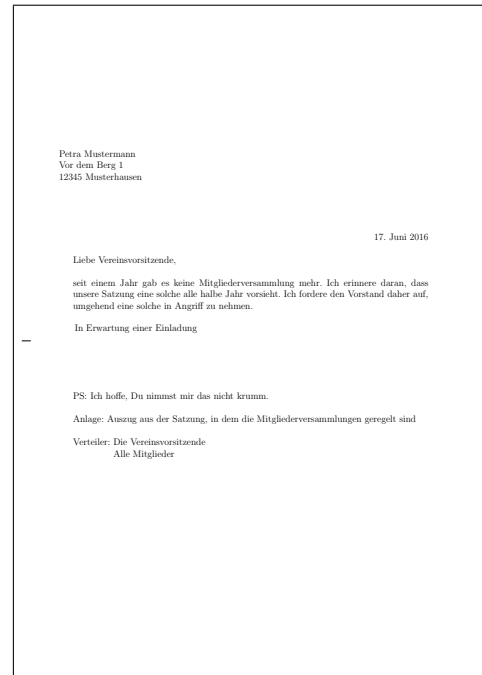 Petra Mustermann
Vor dem Berg 1
12345 Musterhausen
17. Juni 2016
Liebe Vereinsvorsitzende,
seit einem Jahr gab es keine Mitgliederversammlung mehr. Ich erinnere daran, dass
unsere Satzung eine solche alle halbe Jahr vorsieht. Ich fordere den Vorstand daher auf,
umgehend eine solche in Angriff zu nehmen.
In Erwartung einer Einladung
PS: Ich hoffe, Du nimmst mir das nicht krumm.
Anlage: Auszug aus der Satzung, in dem die Mitgliederversammlungen geregelt sind
Verteiler: Die Vereinsvorsitzende
Alle Mitglieder